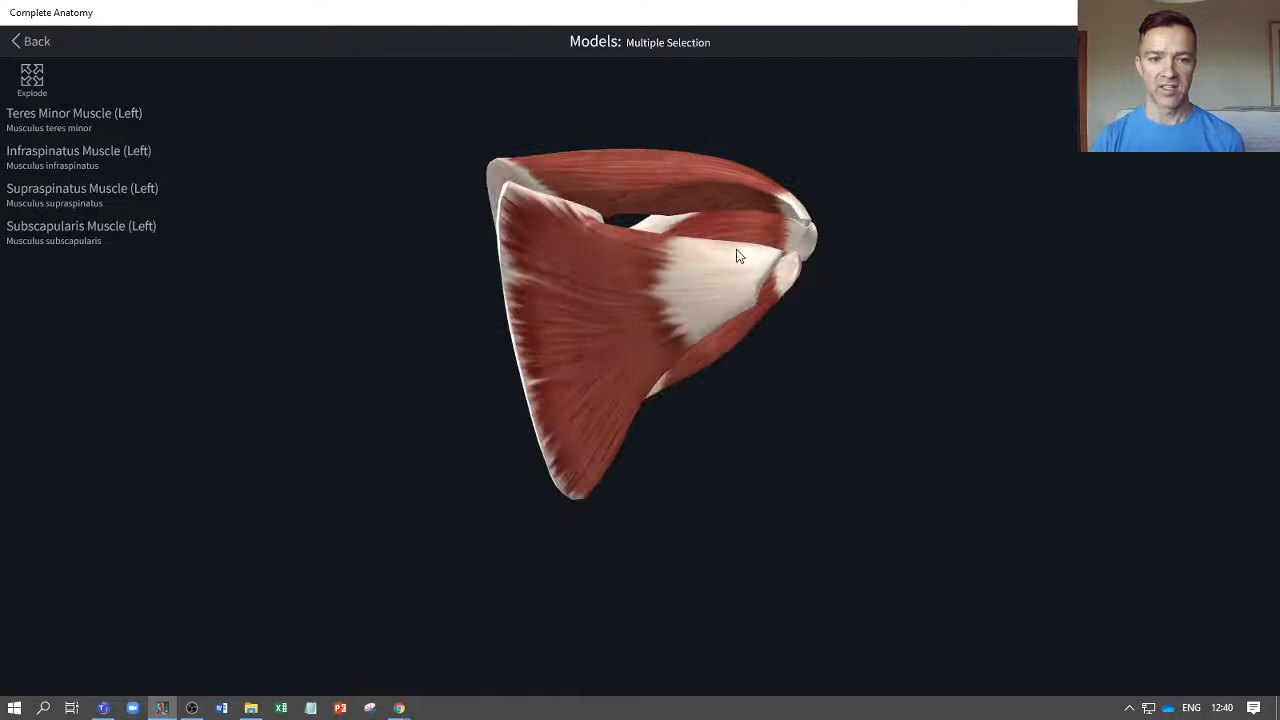 Complete Anatomy
Back
Models: Multiple Selection
Explode
Teres Minor Muscle (Left)
Musculus teres minor
Infraspinatus Muscle (Left)
Musculus infraspinatus
Supraspinatus Muscle (Left)
Musculus supraspinatus
Subscapularis Muscle (Left)
Musculus subscapularis
ENG
12:40